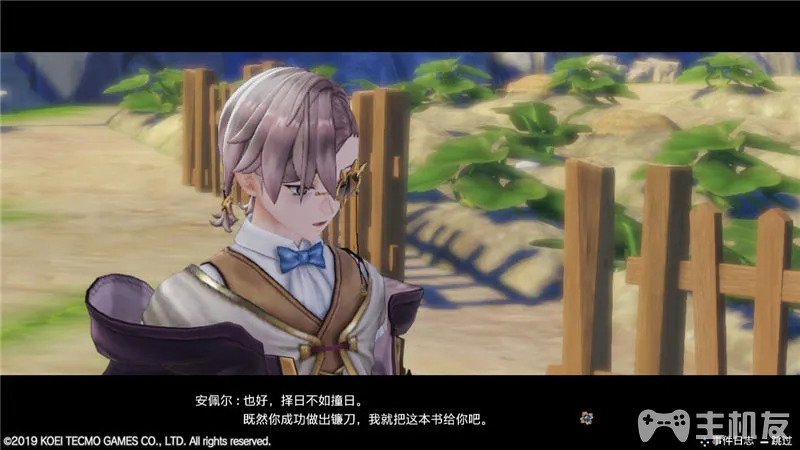 安佩尔：也好，择日不如撞日。
既然你成功做出镰刀，我就把这本书给你吧。
©2019 KOEI TECMO GAMES CO., LTD. All rights reserved.
主机友
事件日志 跳过